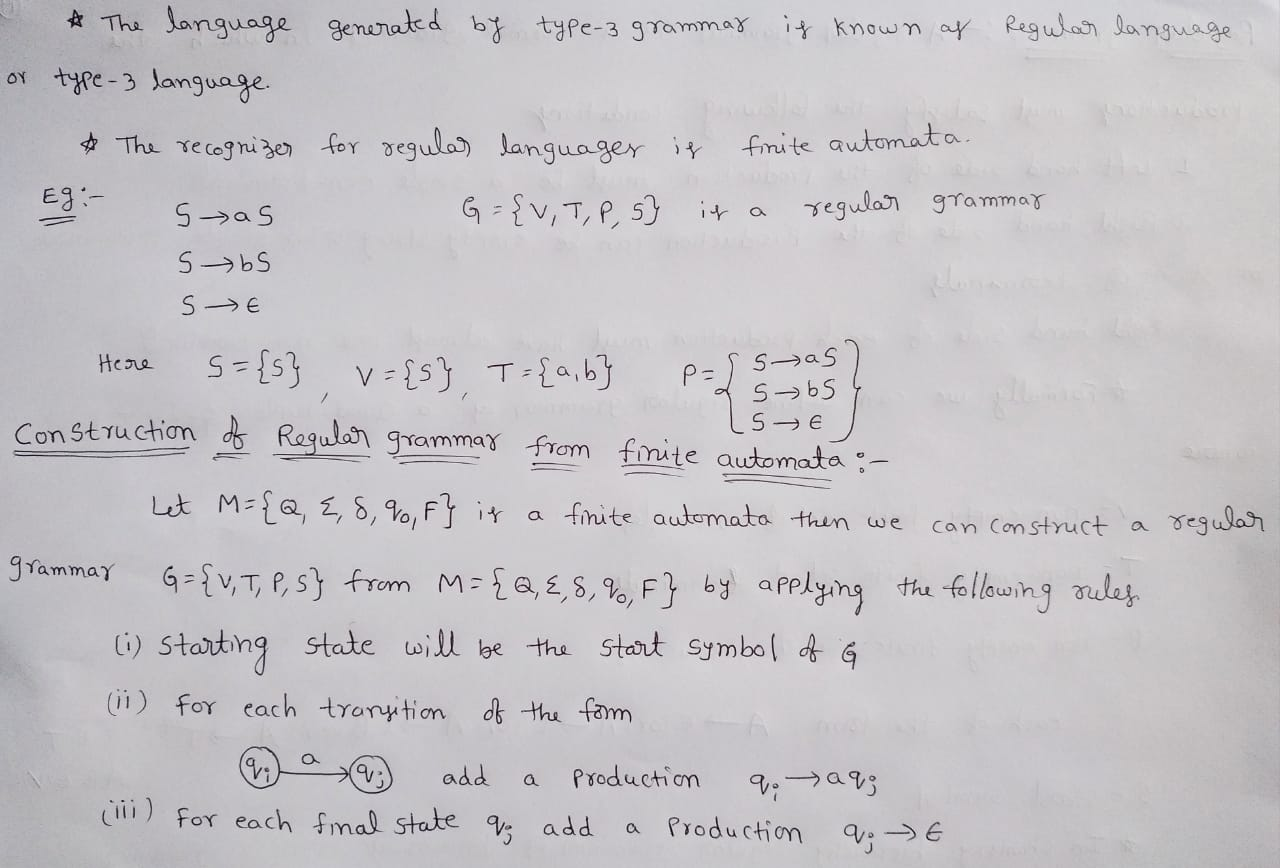 ☆ The language generated by type-3 grammar is known as Regular language
or type-3 language.
☆ The recognizer for regular languages is finite automata.
Eg:- S→aS G={V,T,P,S} is a regular grammar
S→bS
S→ϵ
Here S={S}, V={S}, T={a,b} P={S→aS
S→bS
S→ϵ}
Construction of Regular grammar from finite automata:-
Let M={Q, Σ, δ, q₀, F} is a finite automata then we can construct a regular
grammar G={V,T,P,S} from M={Q,Σ,δ,q₀,F} by applying the following rules.
(i) starting state will be the start symbol of G
(ii) for each transition of the form
qᵢ a→ qⱼ add a production qᵢ→aqⱼ
(iii) For each final state qⱼ add a production qⱼ→ϵ